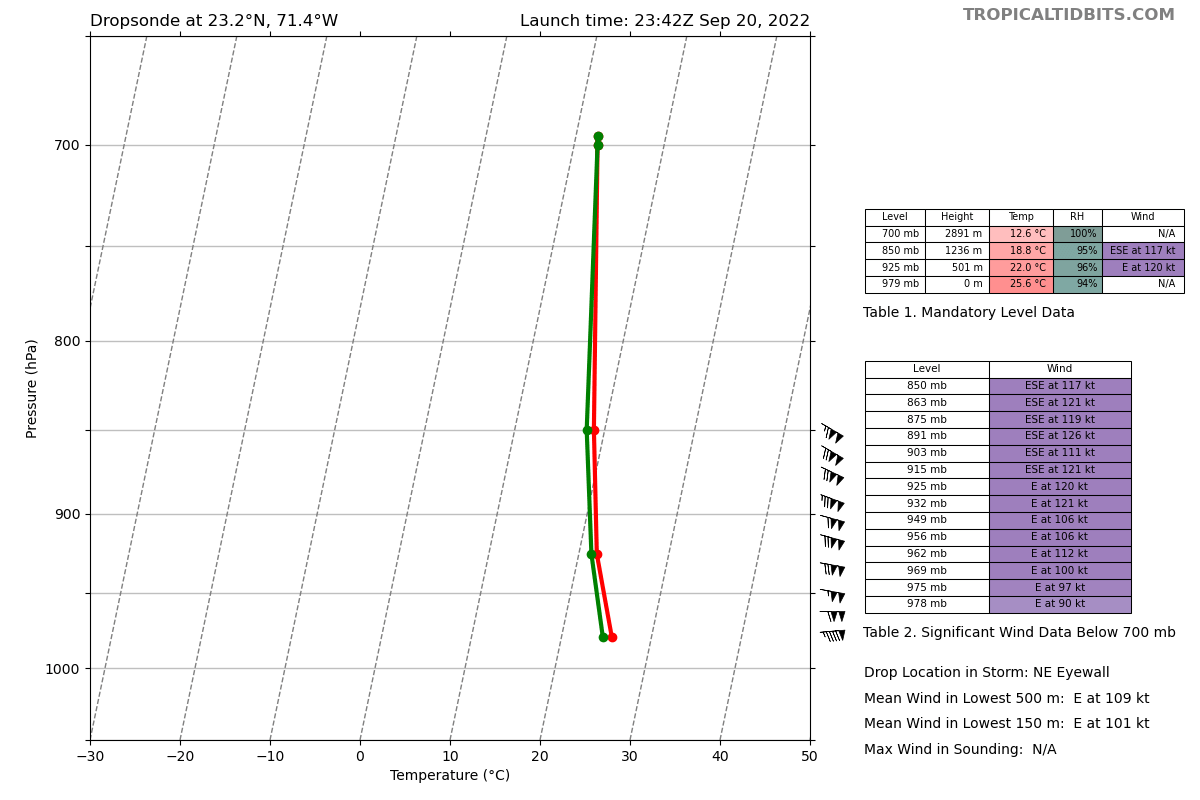 Dropsonde at 23.2°N, 71.4°W Launch time: 23:42Z Sep 20, 2022
TROPICALTIDBITS.COM
700
800
900
1000
Pressure (hPa)
−30 −20 −10 0 10 20 30 40 50
Temperature (°C)
Level Height Temp RH Wind
700 mb 2891 m 12.6 °C 100% N/A
850 mb 1236 m 18.8 °C 95% ESE at 117 kt
925 mb 501 m 22.0 °C 96% E at 120 kt
979 mb 0 m 25.6 °C 94% N/A
Table 1. Mandatory Level Data
Level Wind
850 mb ESE at 117 kt
863 mb ESE at 121 kt
875 mb ESE at 119 kt
891 mb ESE at 126 kt
903 mb ESE at 111 kt
915 mb ESE at 121 kt
925 mb E at 120 kt
932 mb E at 121 kt
949 mb E at 106 kt
956 mb E at 106 kt
962 mb E at 112 kt
969 mb E at 100 kt
975 mb E at 97 kt
978 mb E at 90 kt
Table 2. Significant Wind Data Below 700 mb
Drop Location in Storm: NE Eyewall
Mean Wind in Lowest 500 m: E at 109 kt
Mean Wind in Lowest 150 m: E at 101 kt
Max Wind in Sounding: N/A